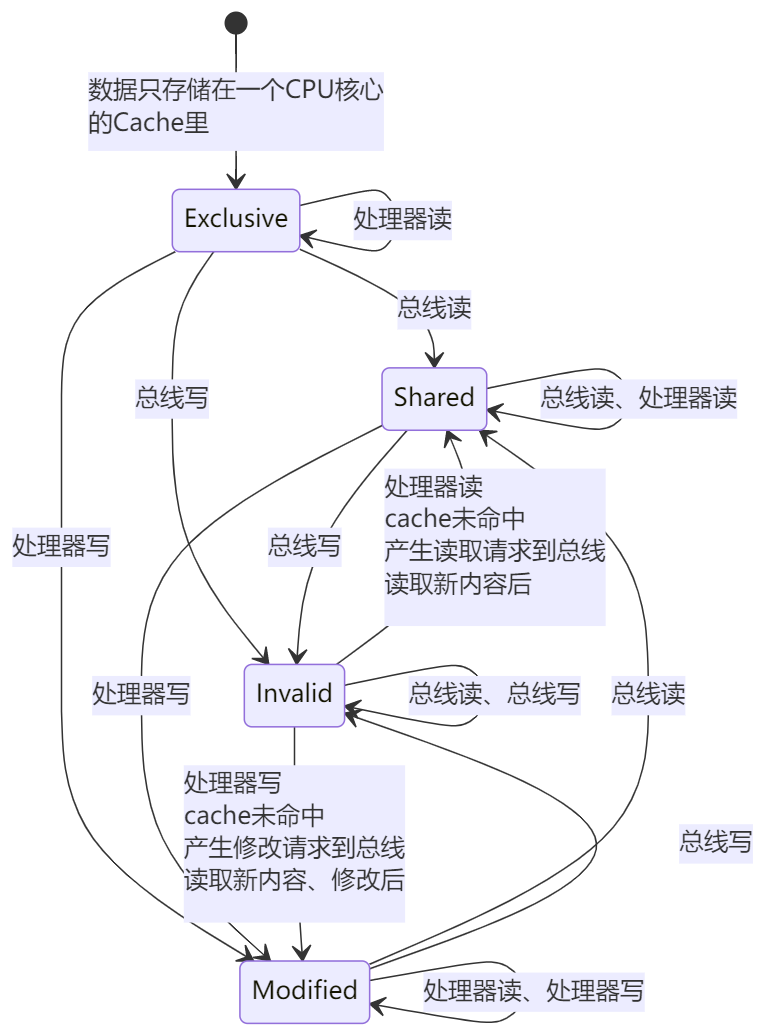 数据只存储在一个CPU核心
的Cache里
Exclusive
处理器读
总线读
总线写
Shared
总线读、处理器读
处理器读
cache未命中
产生读取请求到总线
读取新内容后
处理器写
总线写
Invalid
总线读、总线写
处理器写
总线读
处理器写
cache未命中
产生修改请求到总线
读取新内容、修改后
总线写
Modified
处理器读、处理器写